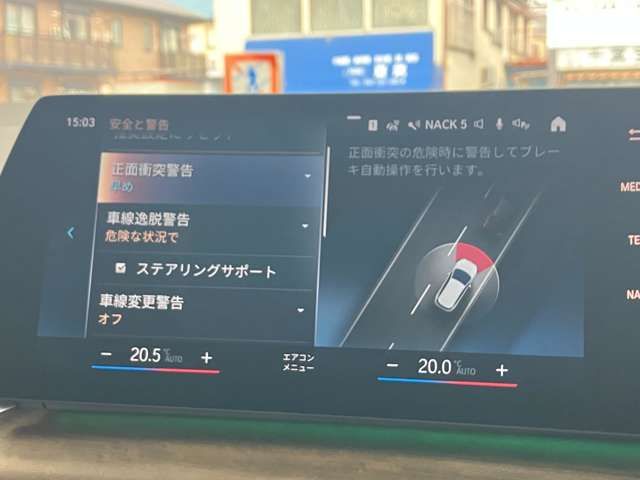 15:03 安全と警告
1 NACK 5
正面衝突警告
早め
車線逸脱警告
危険な状況で
ステアリングサポート
車線変更警告
オフ
正面衝突の危険時に警告してブレー
キ自動操作を行います。
MED
TE
NA
− 20.5 °C AUTO +
エアコン
メニュー
− 20.0 °C AUTO +